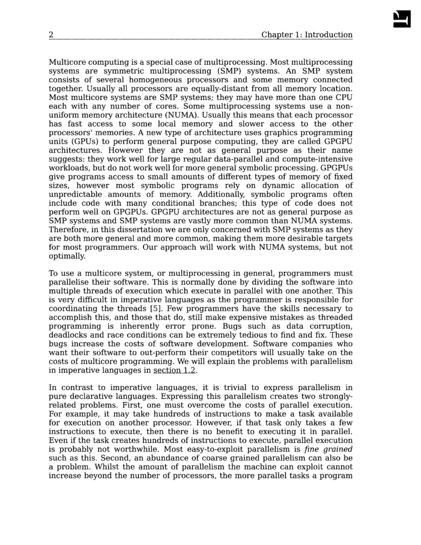 2 Chapter 1: Introduction
Multicore computing is a special case of multiprocessing. Most multiprocessing
systems are symmetric multiprocessing (SMP) systems. An SMP system
consists of several homogeneous processors and some memory connected
together. Usually all processors are equally-distant from all memory location.
Most multicore systems are SMP systems; they may have more than one CPU
each with any number of cores. Some multiprocessing systems use a non-
uniform memory architecture (NUMA). Usually this means that each processor
has fast access to some local memory and slower access to the other
processors' memories. A new type of architecture uses graphics programming
units (GPUs) to perform general purpose computing, they are called GPGPU
architectures. However they are not as general purpose as their name
suggests: they work well for large regular data-parallel and compute-intensive
workloads, but do not work well for more general symbolic processing. GPGPUs
give programs access to small amounts of different types of memory of fixed
sizes, however most symbolic programs rely on dynamic allocation of
unpredictable amounts of memory. Additionally, symbolic programs often
include code with many conditional branches; this type of code does not
perform well on GPGPUs. GPGPU architectures are not as general purpose as
SMP systems and SMP systems are vastly more common than NUMA systems.
Therefore, in this dissertation we are only concerned with SMP systems as they
are both more general and more common, making them more desirable targets
for most programmers. Our approach will work with NUMA systems, but not
optimally.
To use a multicore system, or multiprocessing in general, programmers must
parallelise their software. This is normally done by dividing the software into
multiple threads of execution which execute in parallel with one another. This
is very difficult in imperative languages as the programmer is responsible for
coordinating the threads [5]. Few programmers have the skills necessary to
accomplish this, and those that do, still make expensive mistakes as threaded
programming is inherently error prone. Bugs such as data corruption,
deadlocks and race conditions can be extremely tedious to find and fix. These
bugs increase the costs of software development. Software companies who
want their software to out-perform their competitors will usually take on the
costs of multicore programming. We will explain the problems with parallelism
in imperative languages in section 1.2.
In contrast to imperative languages, it is trivial to express parallelism in
pure declarative languages. Expressing this parallelism creates two strongly-
related problems. First, one must overcome the costs of parallel execution.
For example, it may take hundreds of instructions to make a task available
for execution on another processor. However, if that task only takes a few
instructions to execute, then there is no benefit to executing it in parallel.
Even if the task creates hundreds of instructions to execute, parallel execution
is probably not worthwhile. Most easy-to-exploit parallelism is fine grained
such as this. Second, an abundance of coarse grained parallelism can also be
a problem. Whilst the amount of parallelism the machine can exploit cannot
increase beyond the number of processors, the more parallel tasks a program